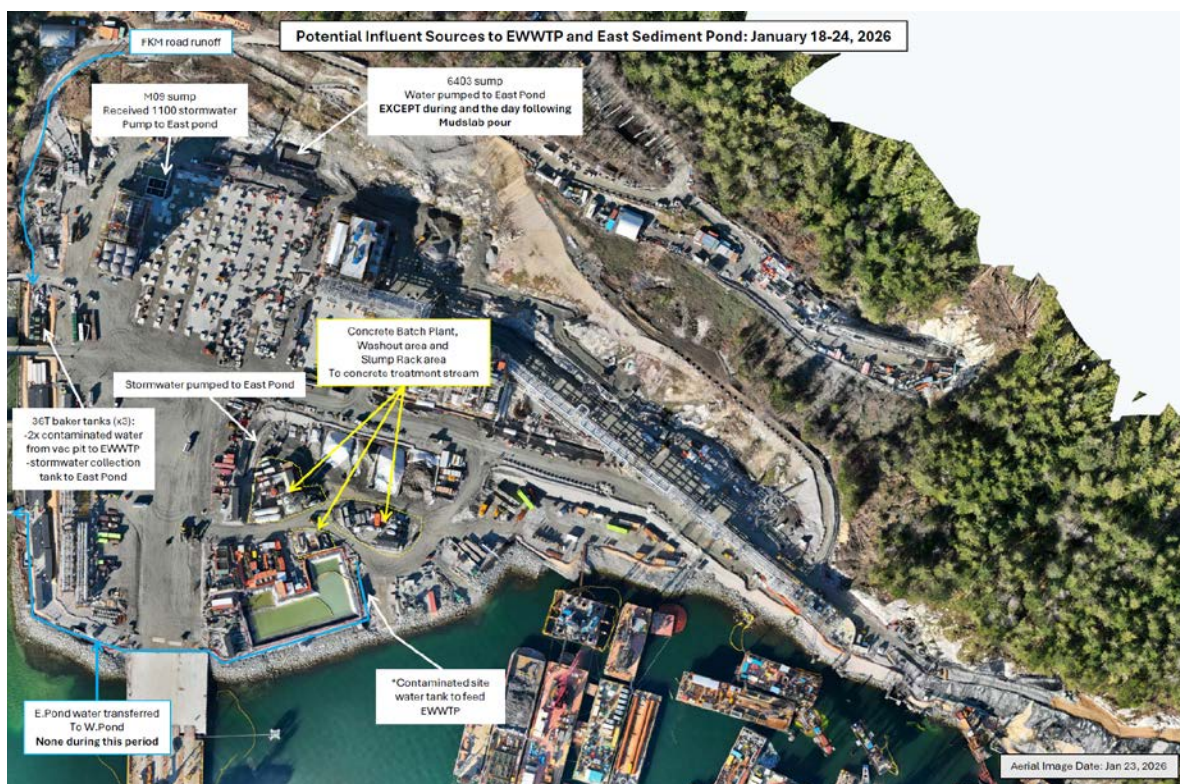 Potential Influent Sources to EWWTP and East Sediment Pond: January 18-24, 2026
FKM road runoff
M09 sump
Received 1100 stormwater
Pump to East pond
6403 sump
Water pumped to East Pond
EXCEPT during and the day following
Mudslab pour
Concrete Batch Plant,
Washout area and
Slump Rack area
To concrete treatment stream
Stormwater pumped to East Pond
36T baker tanks (x3):
-2x contaminated water
from vac pit to EWWTP
-stormwater collection
tank to East Pond
*Contaminated site
water tank to feed
EWWTP
E.Pond water transferred
To W.Pond
None during this period
Aerial Image Date: Jan 23, 2026